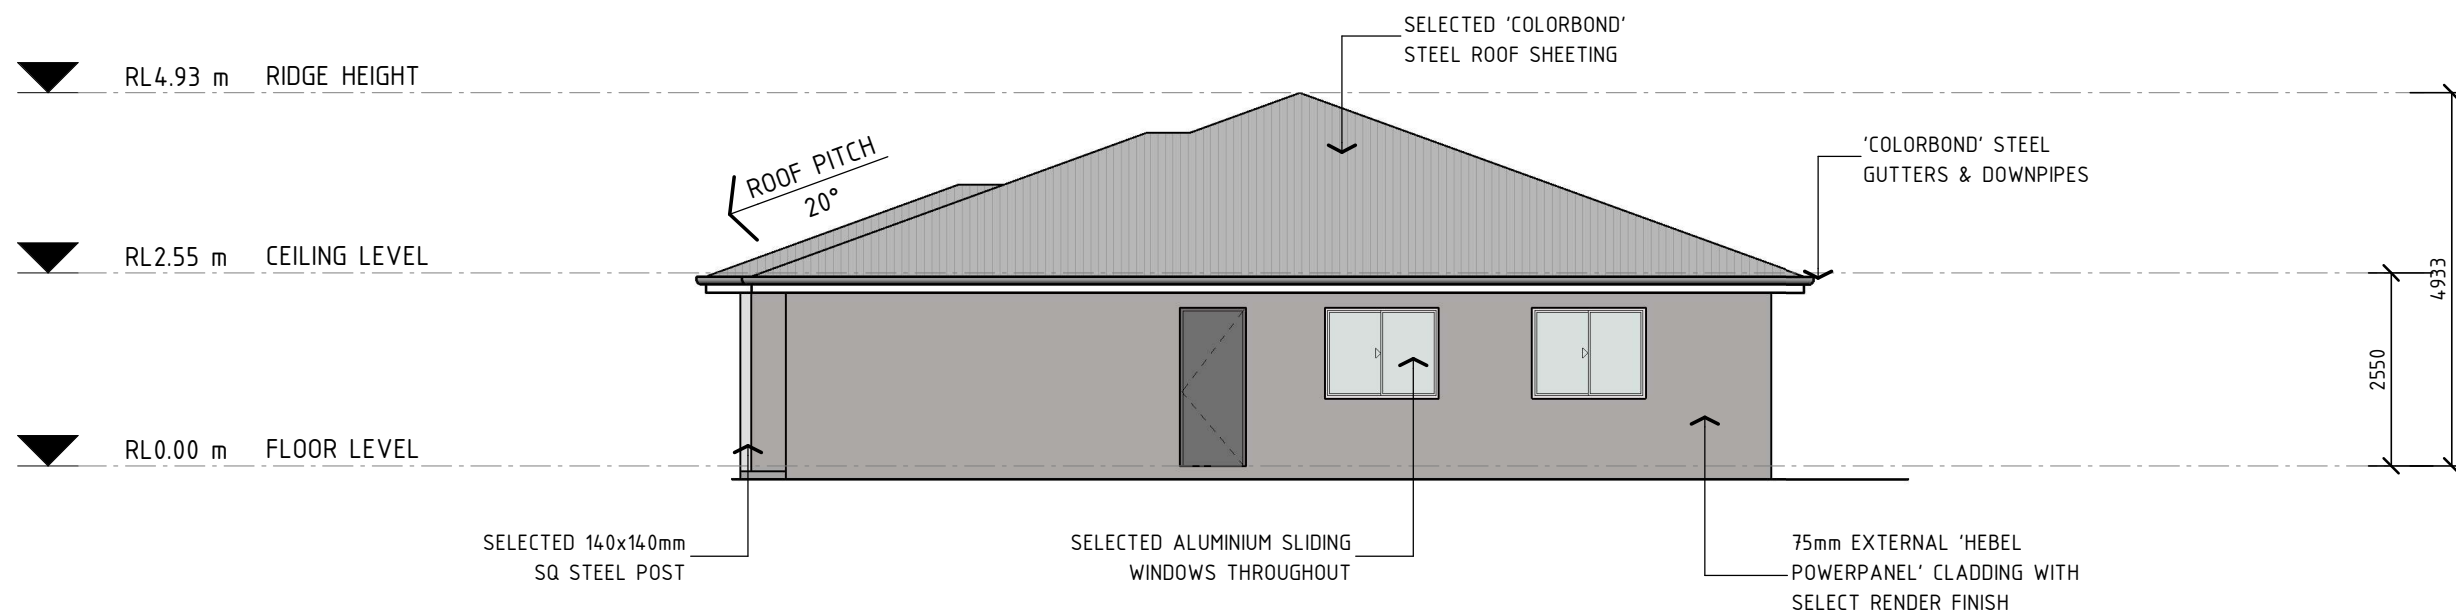 SELECTED 'COLORBOND'
STEEL ROOF SHEETING
RL4.93 m RIDGE HEIGHT
'COLORBOND' STEEL
GUTTERS & DOWNPIPES
ROOF PITCH
20°
RL2.55 m CEILING LEVEL
4933
2550
RL0.00 m FLOOR LEVEL
SELECTED 140x140mm
SQ STEEL POST
SELECTED ALUMINIUM SLIDING
WINDOWS THROUGHOUT
75mm EXTERNAL 'HEBEL
POWERPANEL' CLADDING WITH
SELECT RENDER FINISH